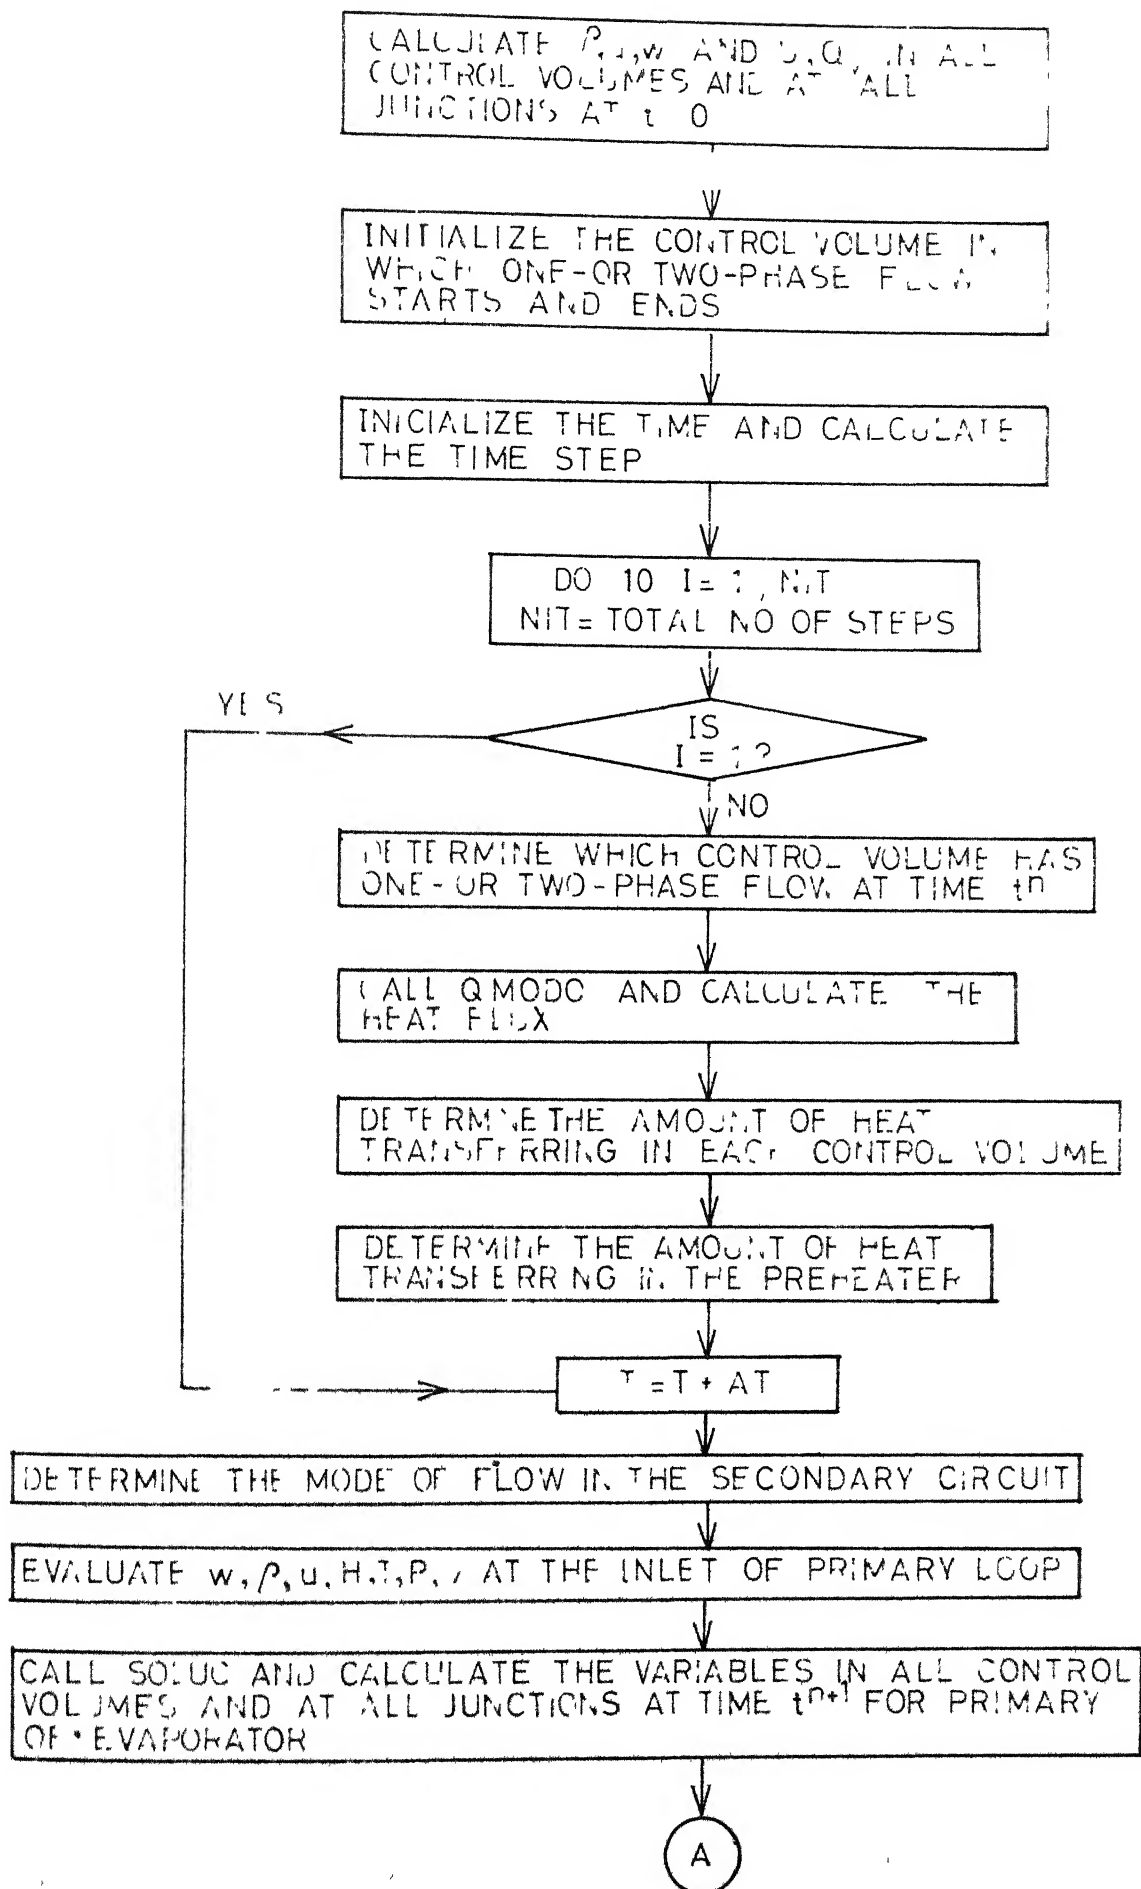 CALCULATE ρ, u, w AND Q, IN ALL
CONTROL VOLUMES AND AT ALL
JUNCTIONS AT t 0
INITIALIZE THE CONTROL VOLUME IN
WHICH ONE-OR TWO-PHASE FLOW
STARTS AND ENDS
INICIALIZE THE TIME AND CALCULATE
THE TIME STEP
DO 10 I= 1, NIT
NIT= TOTAL NO OF STEPS
YES
IS
I = 1?
NO
DETERMINE WHICH CONTROL VOLUME HAS
ONE-OR TWO-PHASE FLOW AT TIME tⁿ
CALL QMODC AND CALCULATE THE
HEAT FLUX
DETERMINE THE AMOUNT OF HEAT
TRANSFERRING IN EACH CONTROL VOLUME
DETERMINE THE AMOUNT OF HEAT
TRANSFERRING IN THE PREHEATER
T = T + AT
DETERMINE THE MODE OF FLOW IN THE SECONDARY CIRCUIT
EVALUATE w, ρ, u, H, T, P, AT THE INLET OF PRIMARY LOOP
CALL SOLUC AND CALCULATE THE VARIABLES IN ALL CONTROL
VOLUMES AND AT ALL JUNCTIONS AT TIME tⁿ⁺¹ FOR PRIMARY
OF EVAPORATOR
A